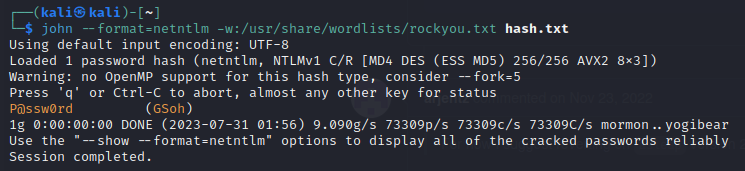 ┌──(kali㉿kali)-[~]
└─$ john --format=netntlm -w:/usr/share/wordlists/rockyou.txt hash.txt
Using default input encoding: UTF-8
Loaded 1 password hash (netntlm, NTLMv1 C/R [MD4 DES (ESS MD5) 256/256 AVX2 8×3])
Warning: no OpenMP support for this hash type, consider --fork=5
Press 'q' or Ctrl-C to abort, almost any other key for status
P@ssw0rd         (GSoh)
1g 0:00:00:00 DONE (2023-07-31 01:56) 9.090g/s 73309p/s 73309c/s 73309C/s mormon..yogibear
Use the "--show --format=netntlm" options to display all of the cracked passwords reliably
Session completed.